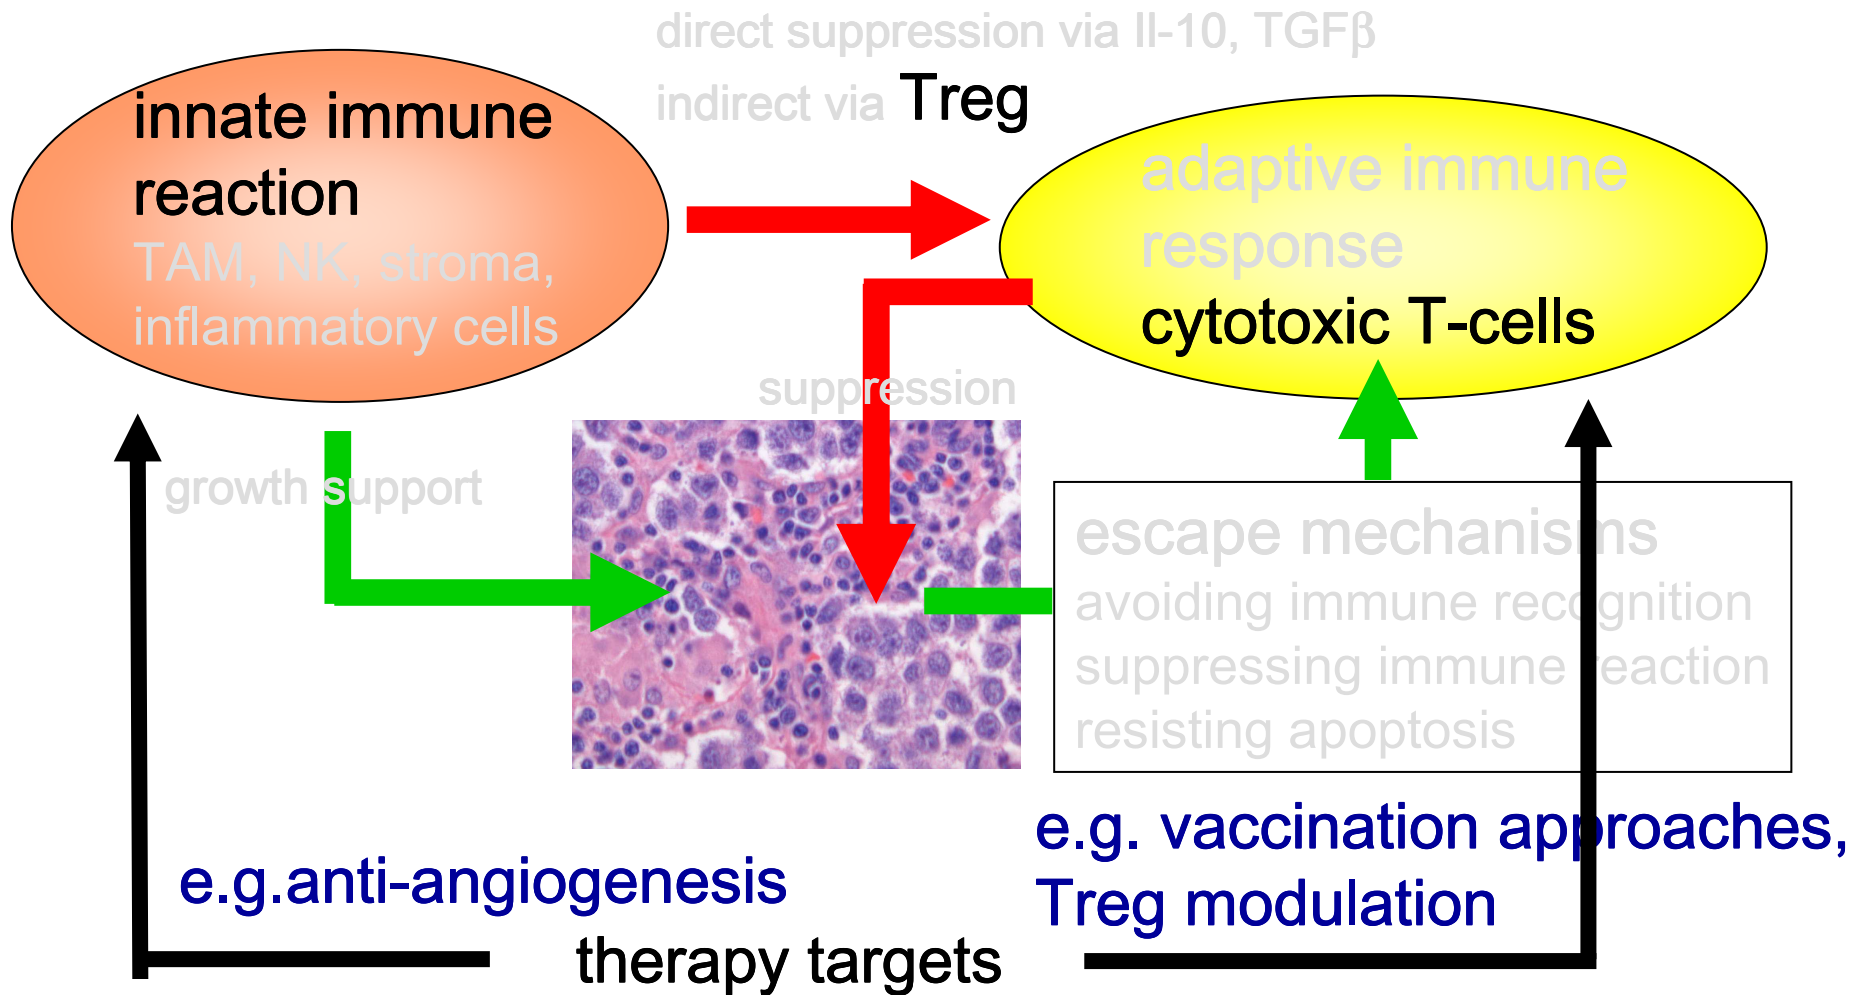 direct suppression via Il-10, TGFβ
indirect via Treg
innate immune
reaction
TAM, NK, stroma,
inflammatory cells
adaptive immune
response
cytotoxic T-cells
suppression
growth support
escape mechanisms
avoiding immune recognition
suppressing immune reaction
resisting apoptosis
e.g. vaccination approaches,
Treg modulation
e.g.anti-angiogenesis
therapy targets